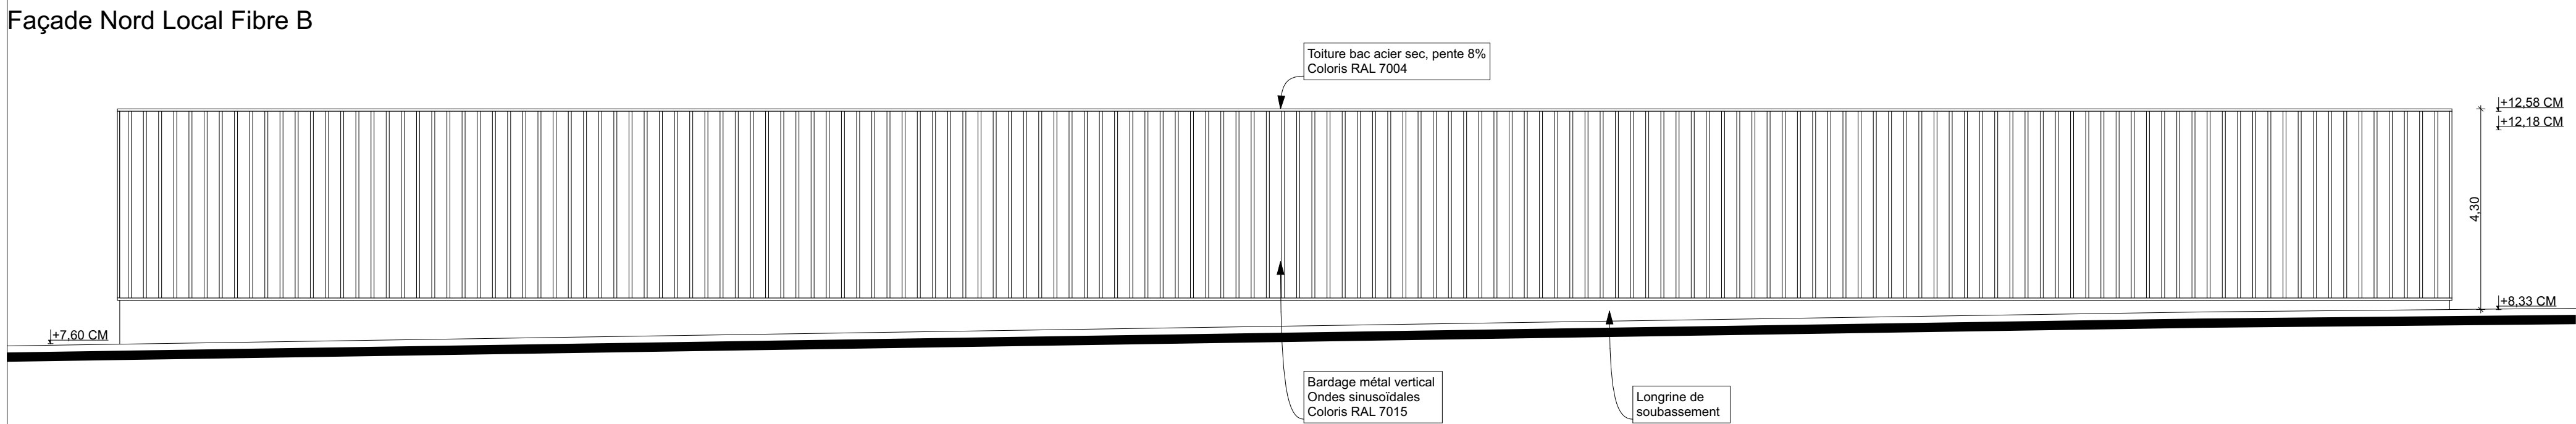 Façade Nord Local Fibre B
Toiture bac acier sec, pente 8%
Coloris RAL 7004
+12,58 CM
+12,18 CM
4,30
+8,33 CM
+7,60 CM
Bardage métal vertical
Ondes sinusoïdales
Coloris RAL 7015
Longrine de
soubassement